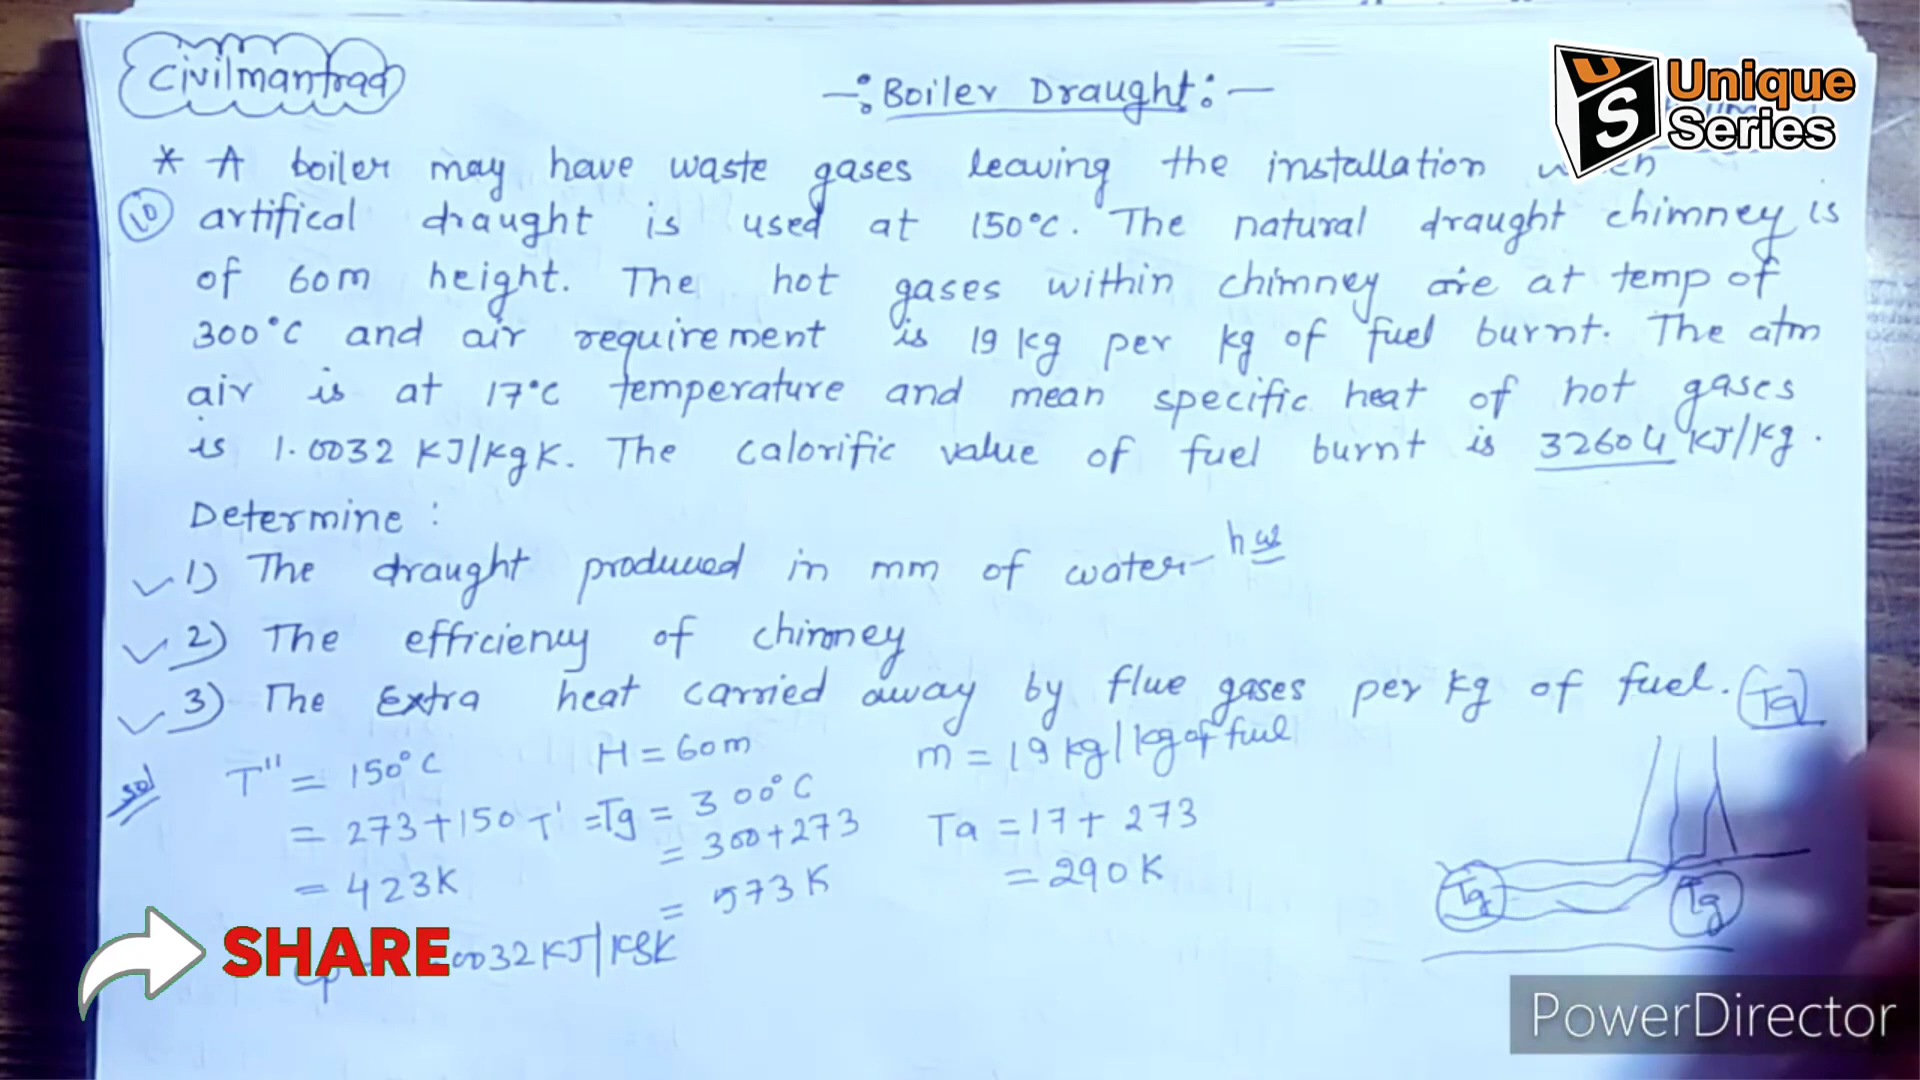 Civilmantraa
-: Boiler Draught :-
Unique
Series
U
S
* A boiler may have waste gases leaving the installation
(10) artifical draught is used at 150°C. The natural draught chimney is
of 60m height. The hot gases within chimney are at temp of
300°C and air requirement is 19 kg per kg of fuel burnt. The atm
air is at 17°C temperature and mean specific heat of hot gases
is 1.0032 KJ/kgK. The calorific value of fuel burnt is 32604 KJ/kg.
Determine :
1) The draught produced in mm of water - hw
2) The efficiency of chimney
3) The Extra heat carried away by flue gases per kg of fuel. Tg
Sol T" = 150°C H = 60m m = 19 kg/kg of fuel
= 273+150 T' = Tg = 300°C Ta = 17+ 273
= 300+273
= 423K = 573K = 290K
Tg Tg
SHARE
0032 KJ/KgK
PowerDirector